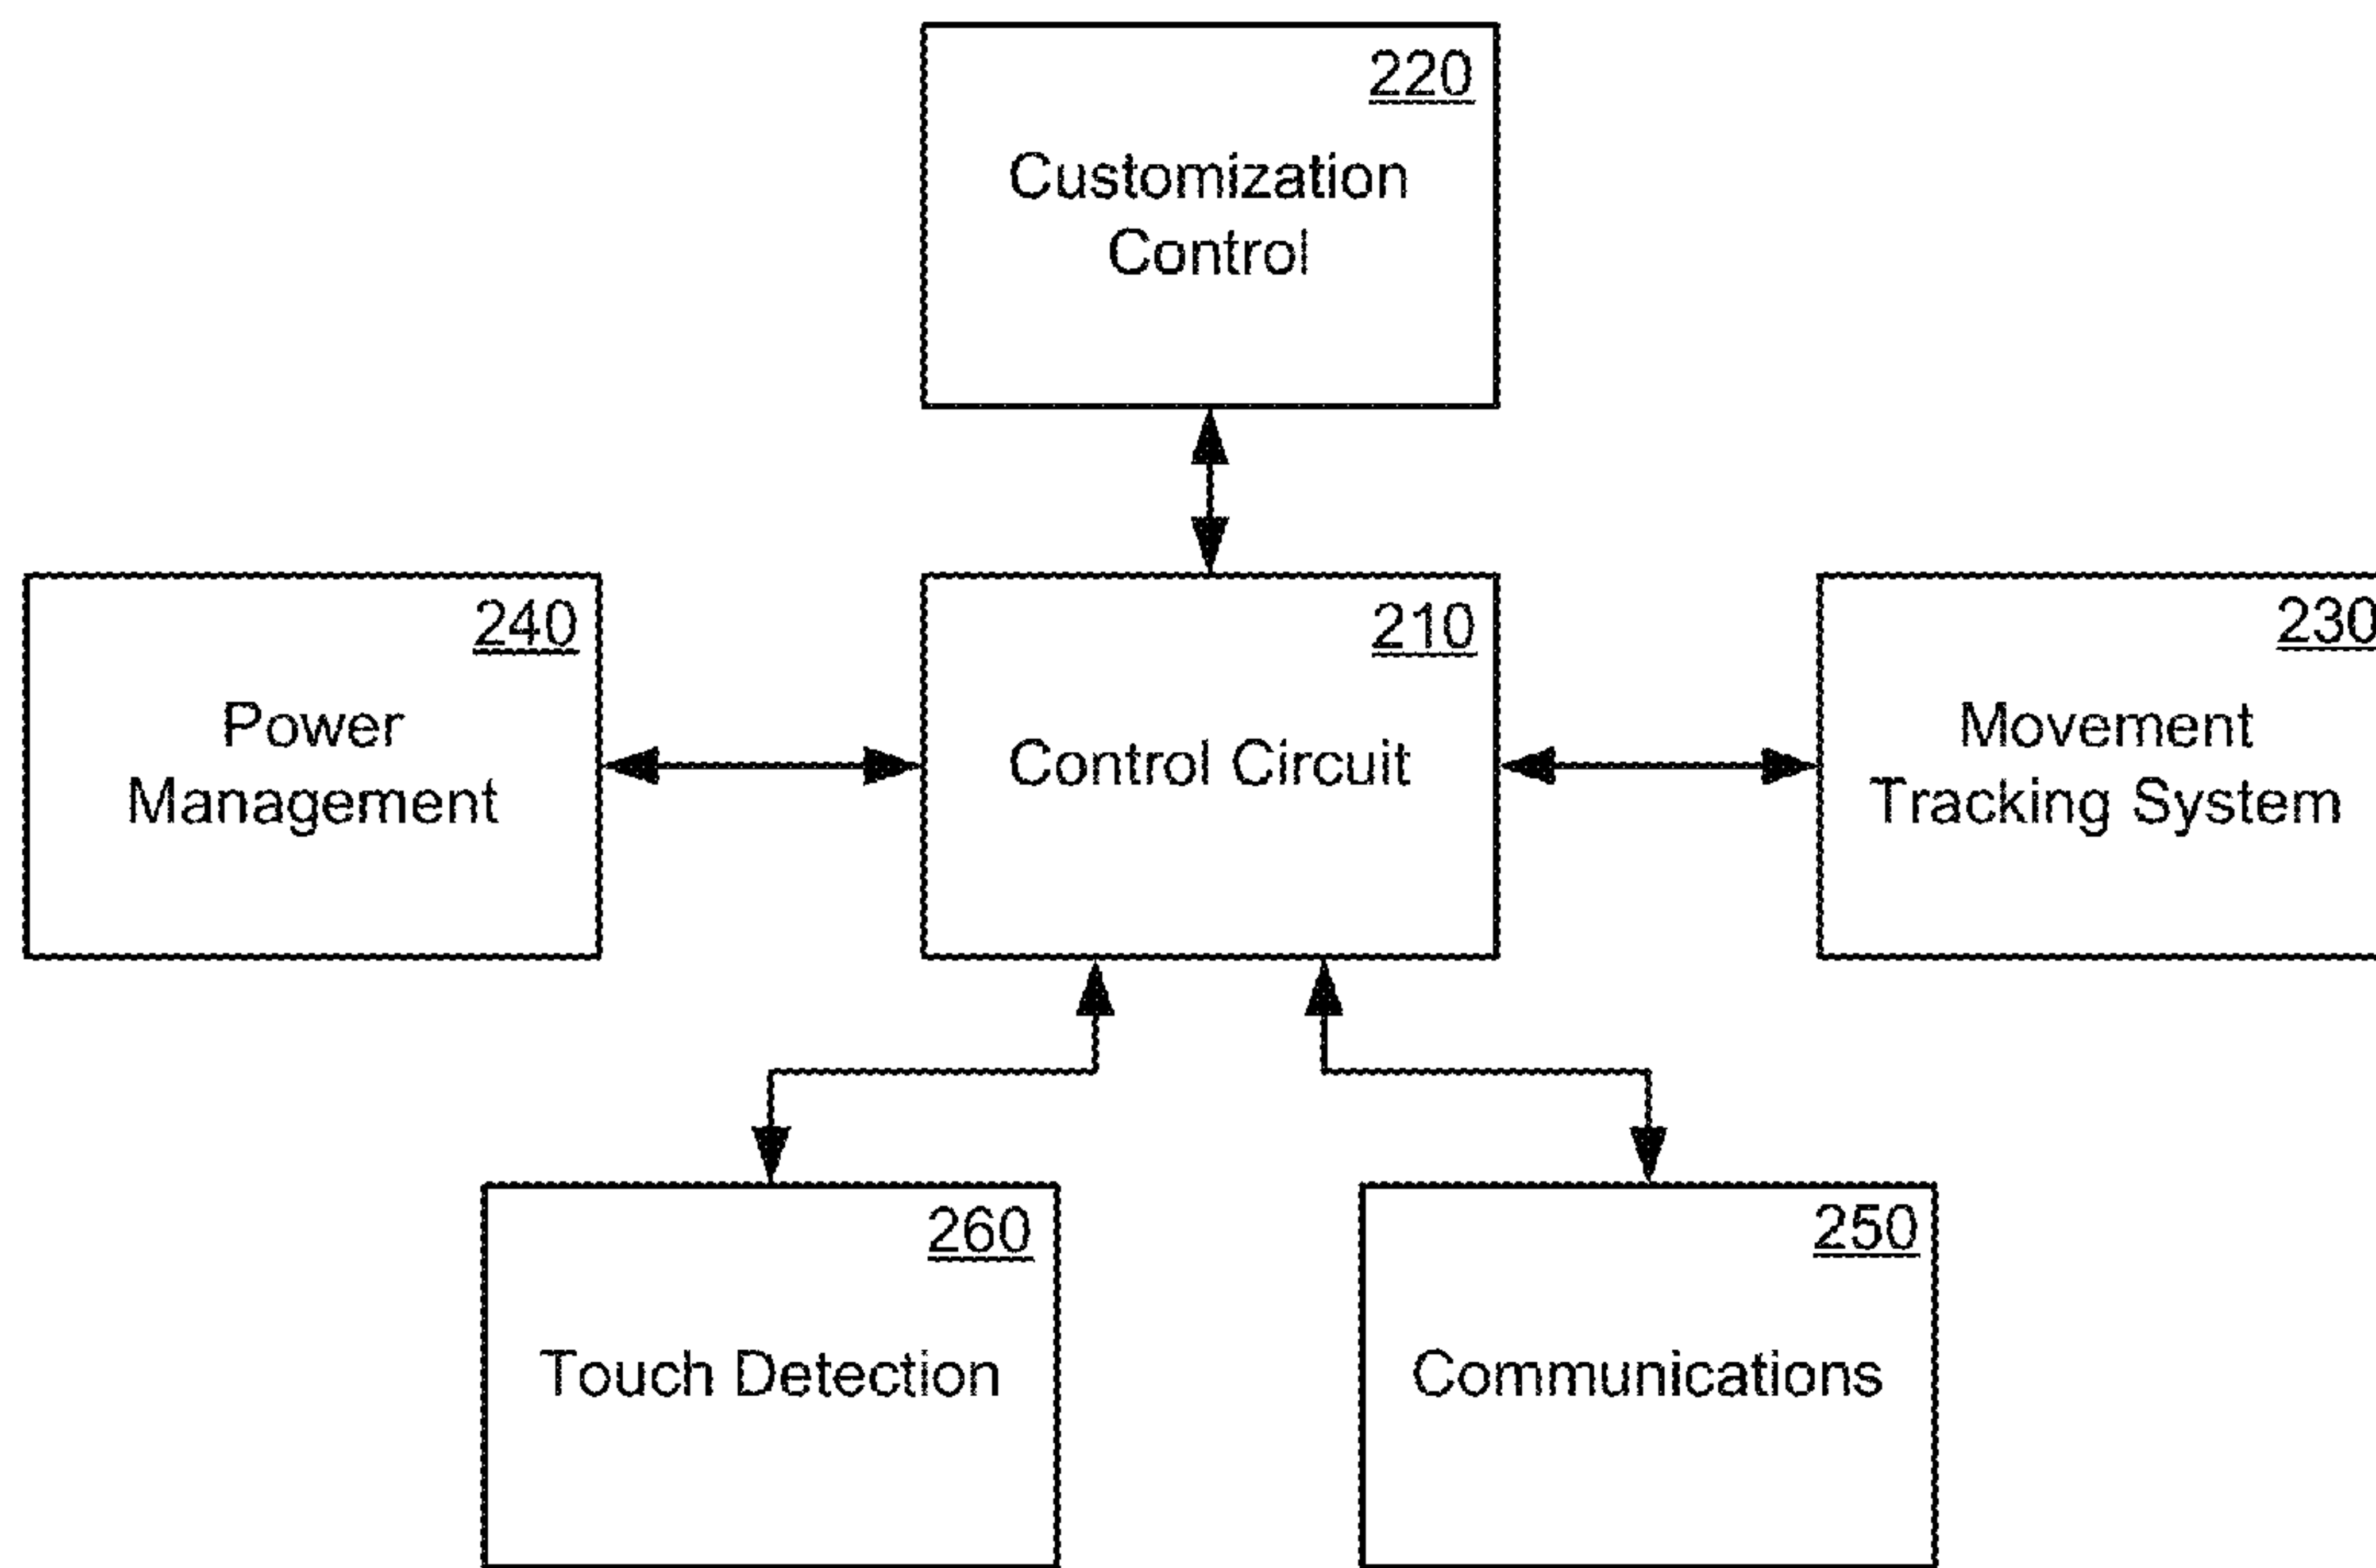 220
Customization
Control
240
Power
Management
210
Control Circuit
230
Movement
Tracking System
260
Touch Detection
250
Communications